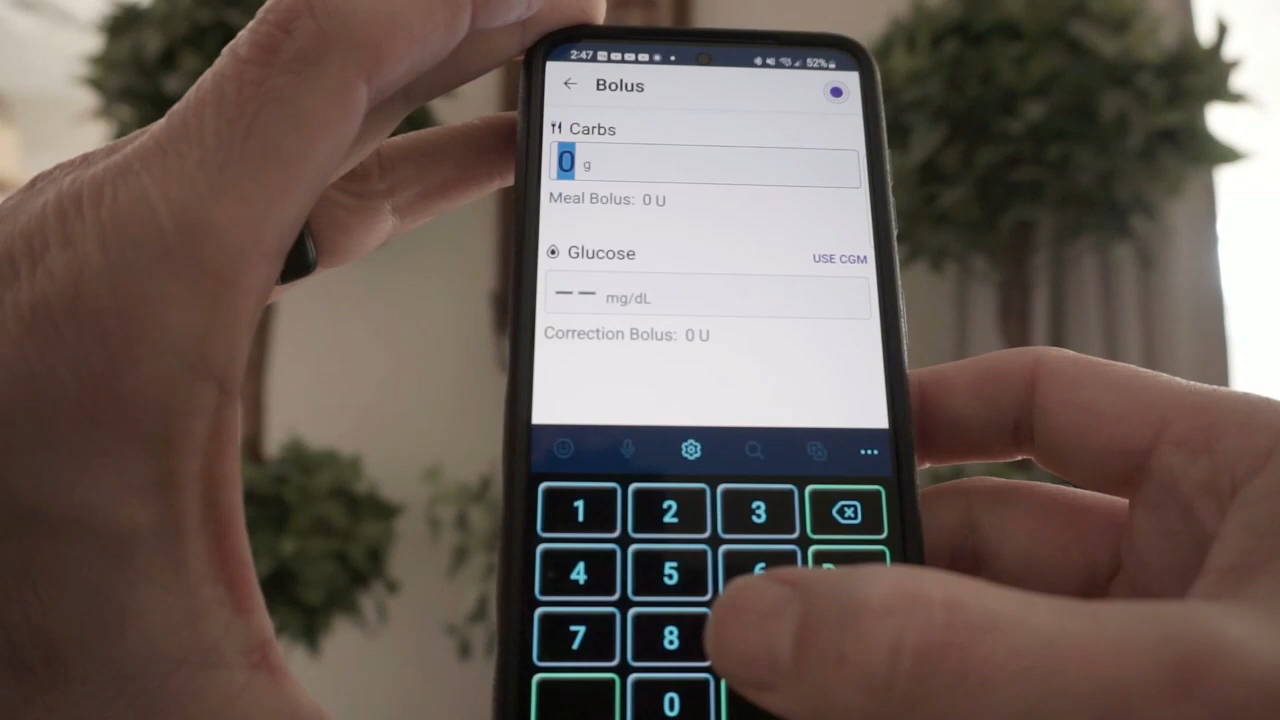 2:47 52%
Bolus
Carbs
0 g
Meal Bolus: 0 U
Glucose USE CGM
-- mg/dL
Correction Bolus: 0 U
1 2 3
4 5 6
7 8
0